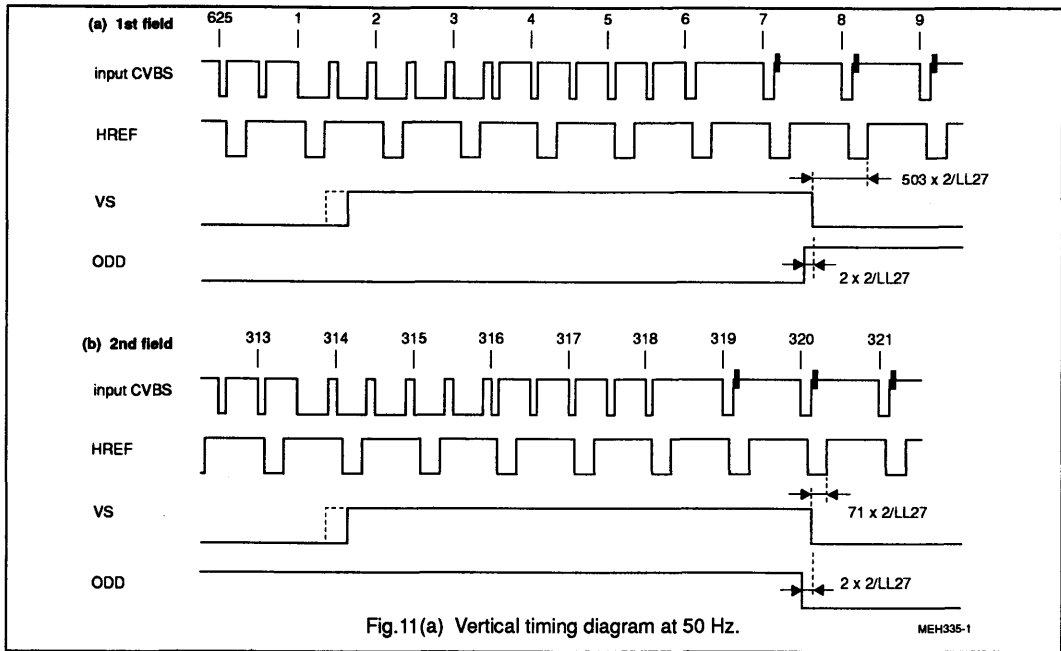 (a) 1st field
625 1 2 3 4 5 6 7 8 9
input CVBS
HREF
503 x 2/LL27
VS
ODD
2 x 2/LL27
(b) 2nd field
313 314 315 316 317 318 319 320 321
input CVBS
HREF
71 x 2/LL27
VS
ODD
2 x 2/LL27
Fig.11(a) Vertical timing diagram at 50 Hz.
MEH335-1